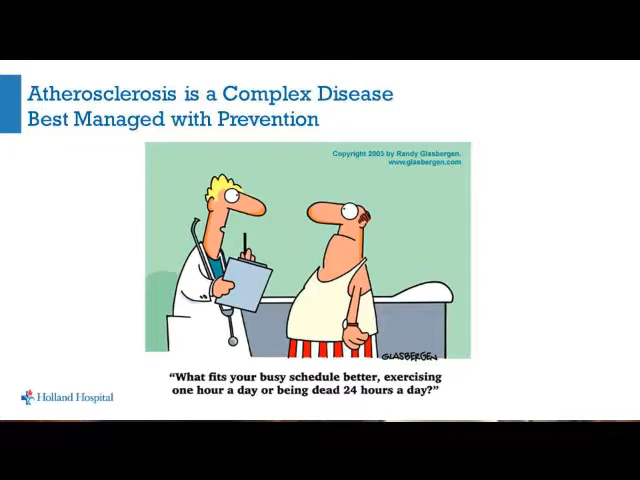 Atherosclerosis is a Complex Disease
Best Managed with Prevention
Copyright 2003 by Randy Glasbergen.
www.glasbergen.com
GLASBERGEN
“What fits your busy schedule better, exercising
one hour a day or being dead 24 hours a day?”
Holland Hospital